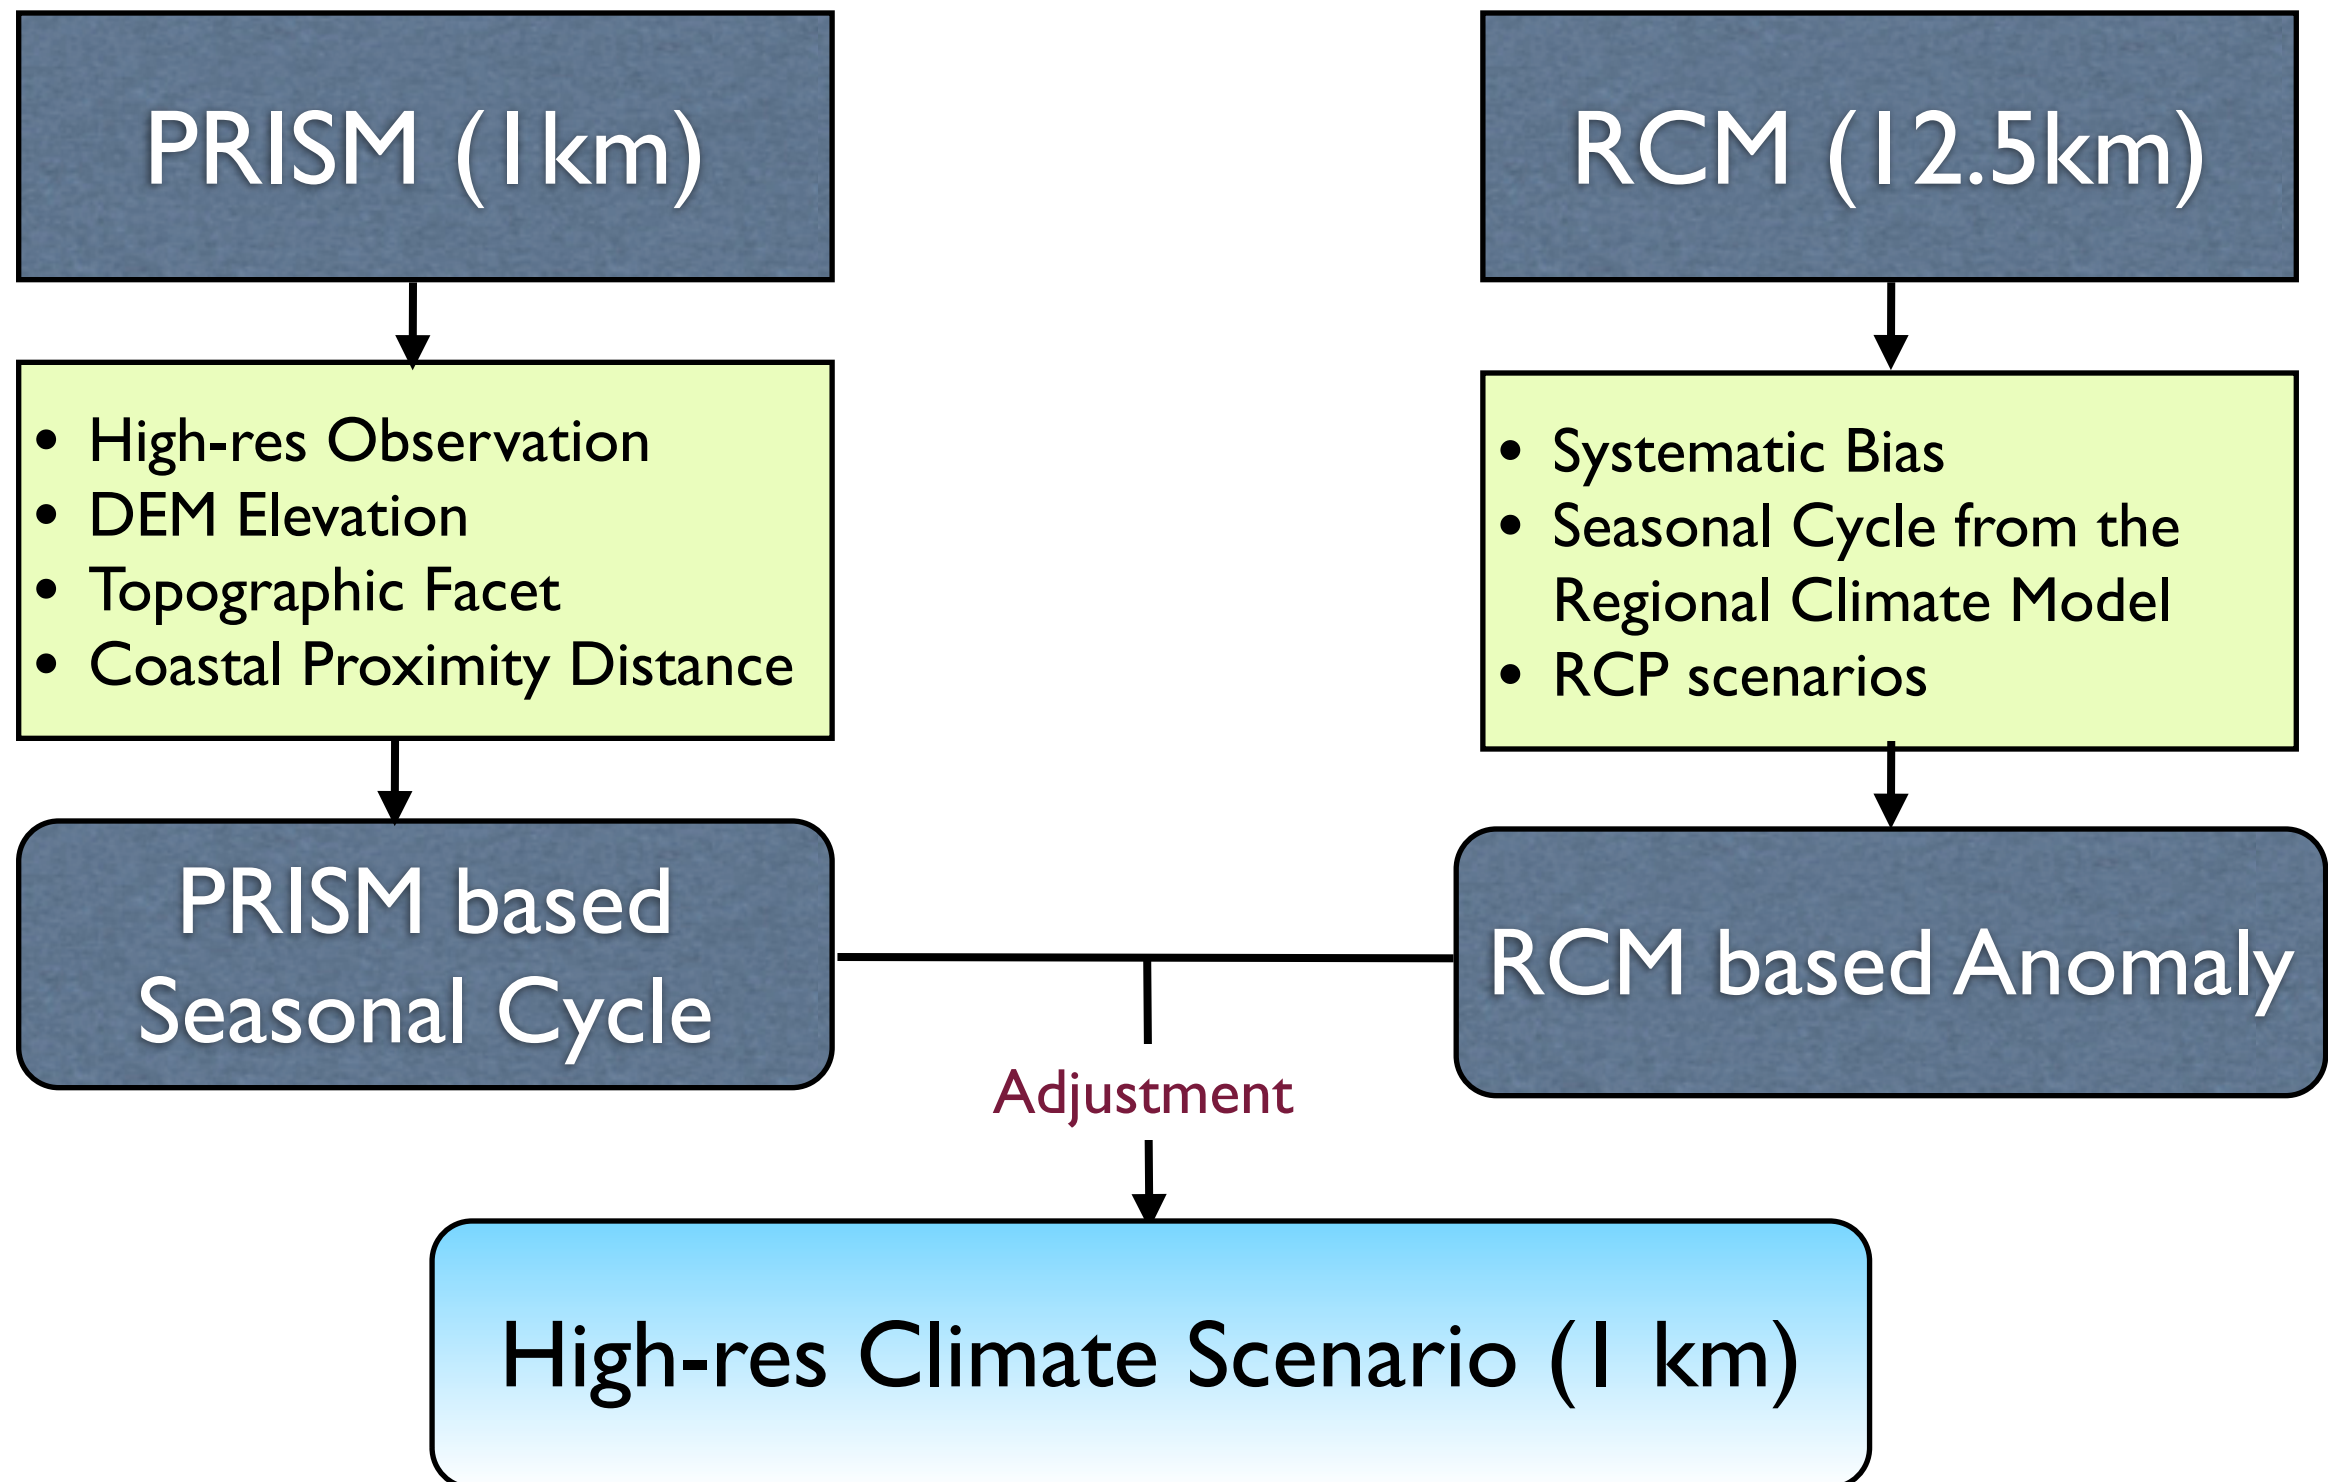 PRISM (1km)
RCM (12.5km)
• High-res Observation
• DEM Elevation
• Topographic Facet
• Coastal Proximity Distance
• Systematic Bias
• Seasonal Cycle from the
Regional Climate Model
• RCP scenarios
PRISM based
Seasonal Cycle
RCM based Anomaly
Adjustment
High-res Climate Scenario (1 km)